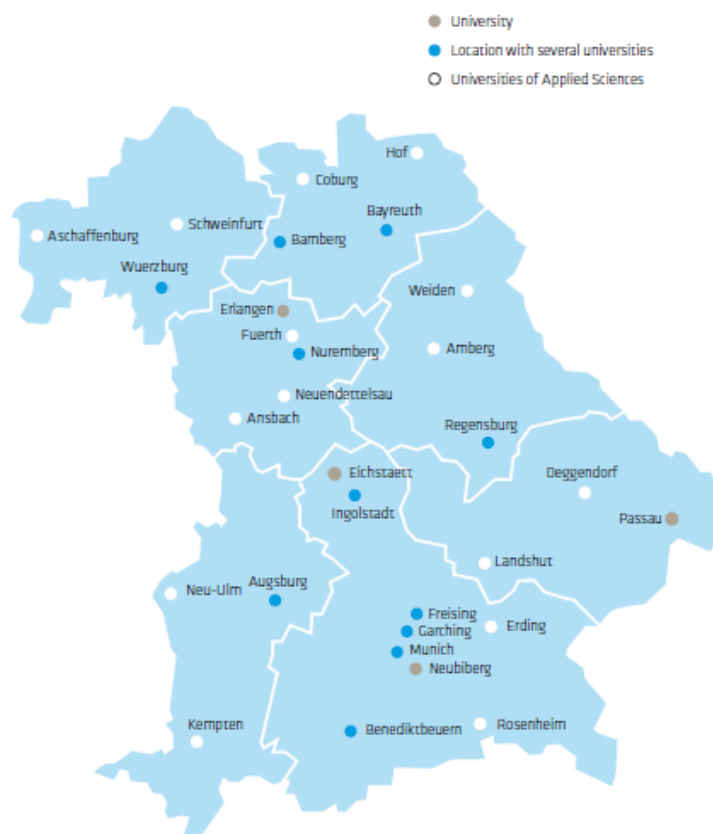 University
Location with several universities
Universities of Applied Sciences
Hof
Coburg
Bayreuth
Schweinfurt
Aschaffenburg
Bamberg
Wuerzburg
Weiden
Erlangen
Fuerth
Nuremberg
Amberg
Neuendettelsau
Ansbach
Regensburg
Eichstaett
Deggendorf
Ingolstadt
Passau
Landshut
Augsburg
Neu-Ulm
Freising
Erding
Garching
Munich
Neubiberg
Kempten
Rosenheim
Benediktbeuern